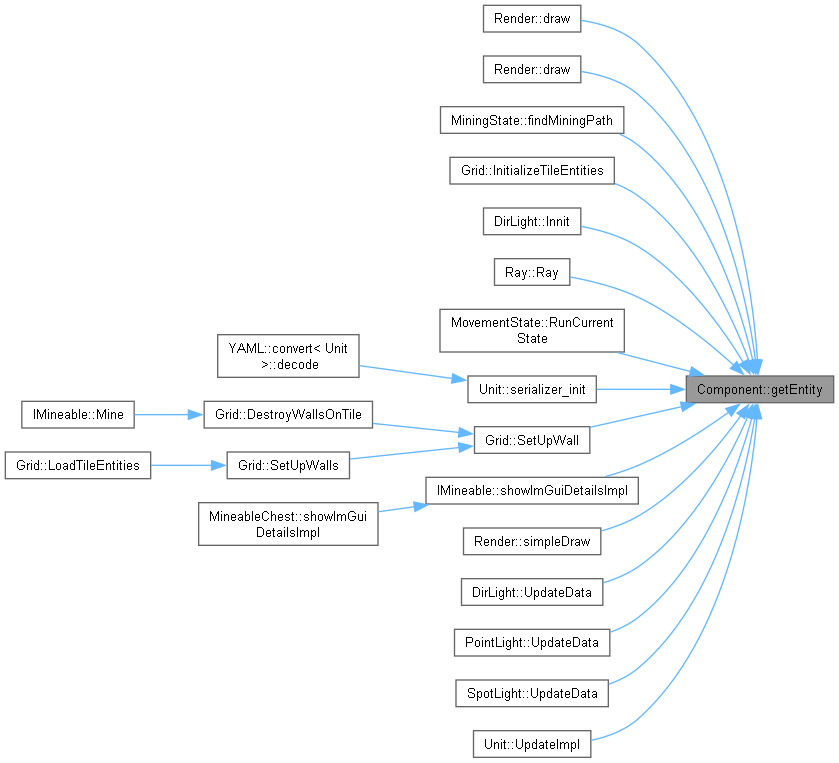 Render::draw
Render::draw
MiningState::findMiningPath
Grid::InitializeTileEntities
DirLight::Innit
Ray::Ray
MovementState::RunCurrent
State
YAML::convert< Unit
>::decode
Unit::serializer_init
Component::getEntity
IMineable::Mine
Grid::DestroyWallsOnTile
Grid::SetUpWall
Grid::LoadTileEntities
Grid::SetUpWalls
IMineable::showImGuiDetailsImpl
MineableChest::showImGui
DetailsImpl
Render::simpleDraw
DirLight::UpdateData
PointLight::UpdateData
SpotLight::UpdateData
Unit::UpdateImpl